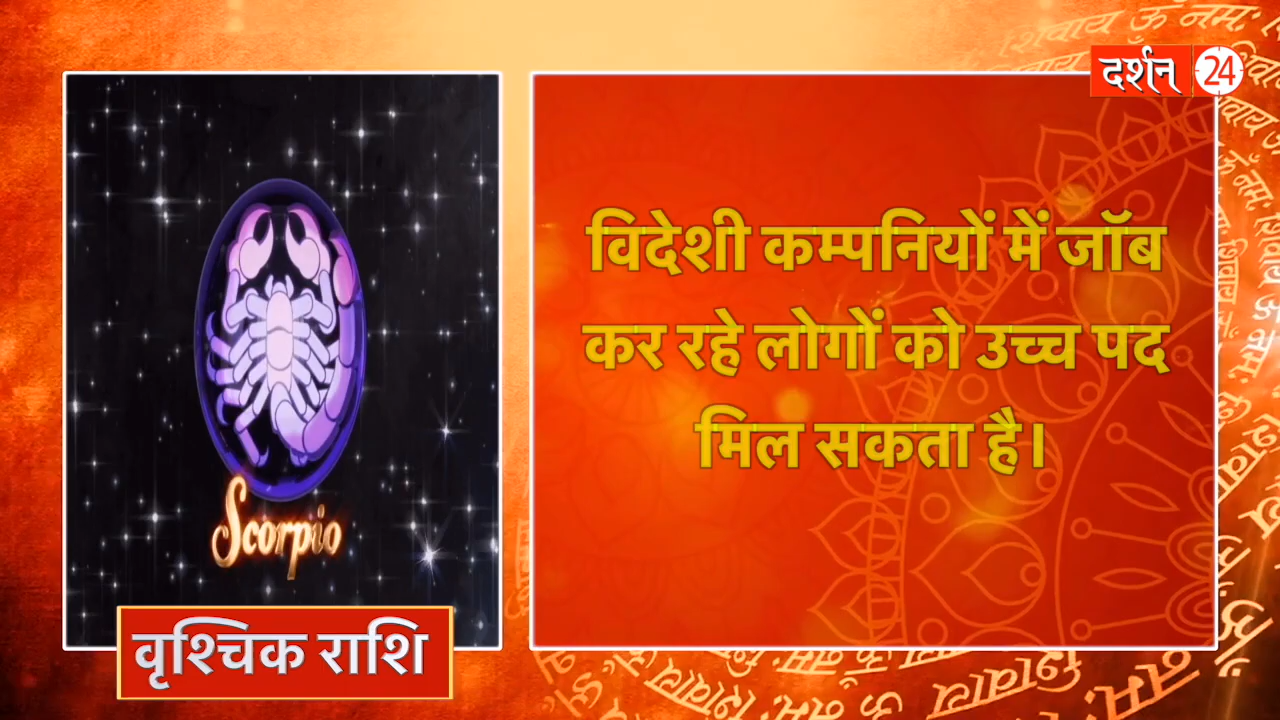 दर्शन 24
विदेशी कम्पनियों में जॉब
कर रहे लोगों को उच्च पद
मिल सकता है।
Scorpio
वृश्चिक राशि